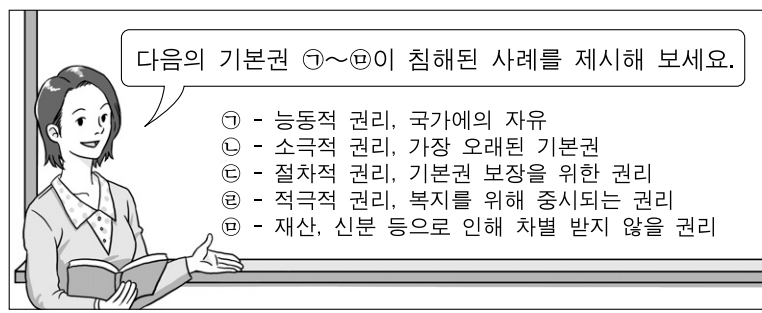 다음의 기본권 ㉠～㉤이 침해된 사례를 제시해 보세요.
㉠ - 능동적 권리, 국가에의 자유
㉡ - 소극적 권리, 가장 오래된 기본권
㉢ - 절차적 권리, 기본권 보장을 위한 권리
㉣ - 적극적 권리, 복지를 위해 중시되는 권리
㉤ - 재산, 신분 등으로 인해 차별 받지 않을 권리